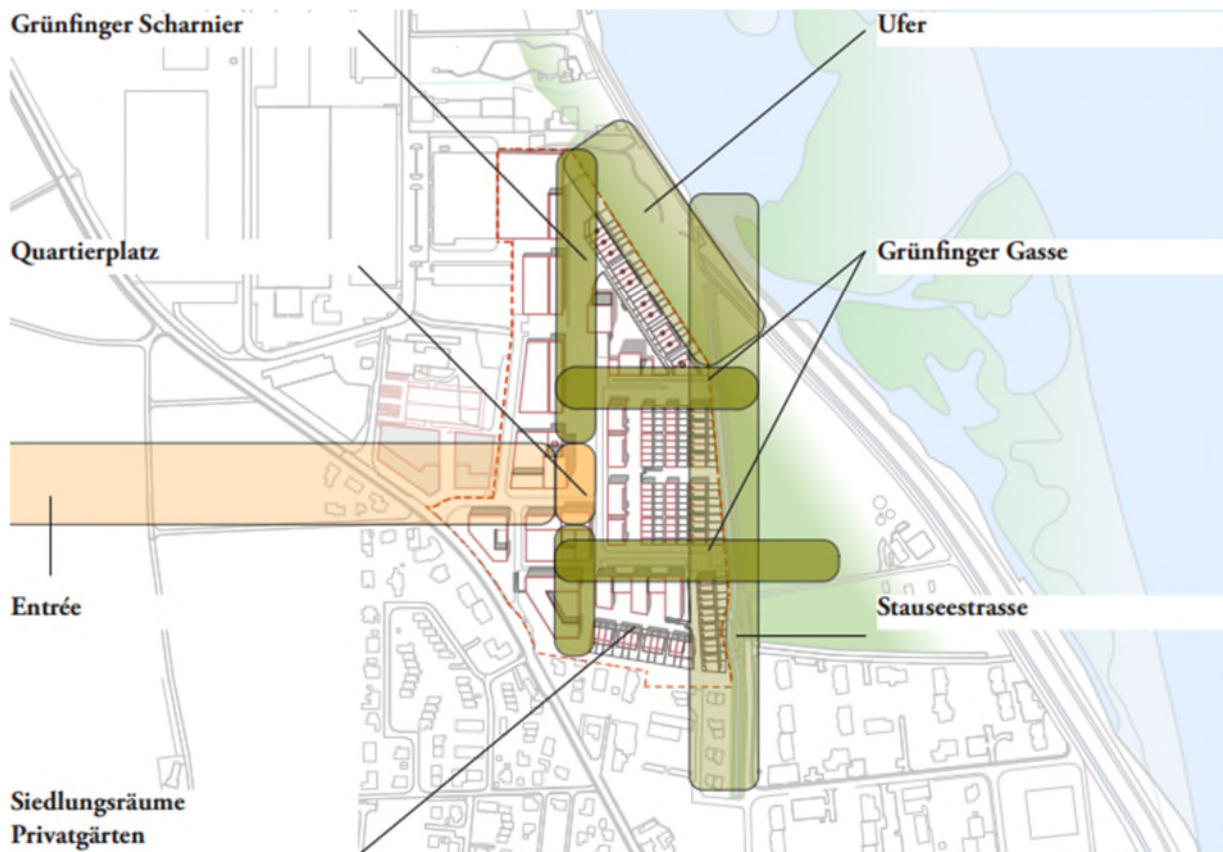 Grünfinger Scharnier
Ufer
Quartierplatz
Grünfinger Gasse
Entrée
Stauseestrasse
Siedlungsräume
Privatgärten